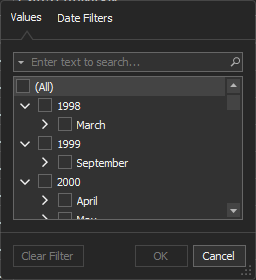 Values Date Filters
Enter text to search...
(All)
1998
March
1999
September
2000
April
May
Clear Filter OK Cancel